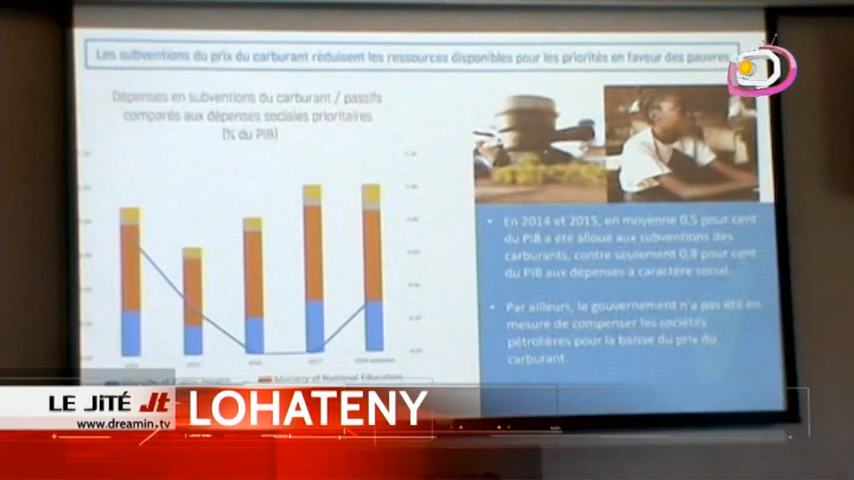 Les subventions du prix du carburant réduisent les ressources disponibles pour les priorités en faveur des pauvres
Dépenses en subventions du carburant / passifs
comparés aux dépenses sociales prioritaires
(% du PIB)
• En 2014 et 2015, en moyenne 0,5 pour cent
du PIB a été alloué aux subventions des
carburants, contre seulement 0,8 pour cent
du PIB aux dépenses à caractère social.
• Par ailleurs, le gouvernement n'a pas été en
mesure de compenser les sociétés
pétrolières pour la baisse du prix du
carburant.
Ministry of National Education
LE JiTÉ Jt
www.dreamin.tv
LOHATENY